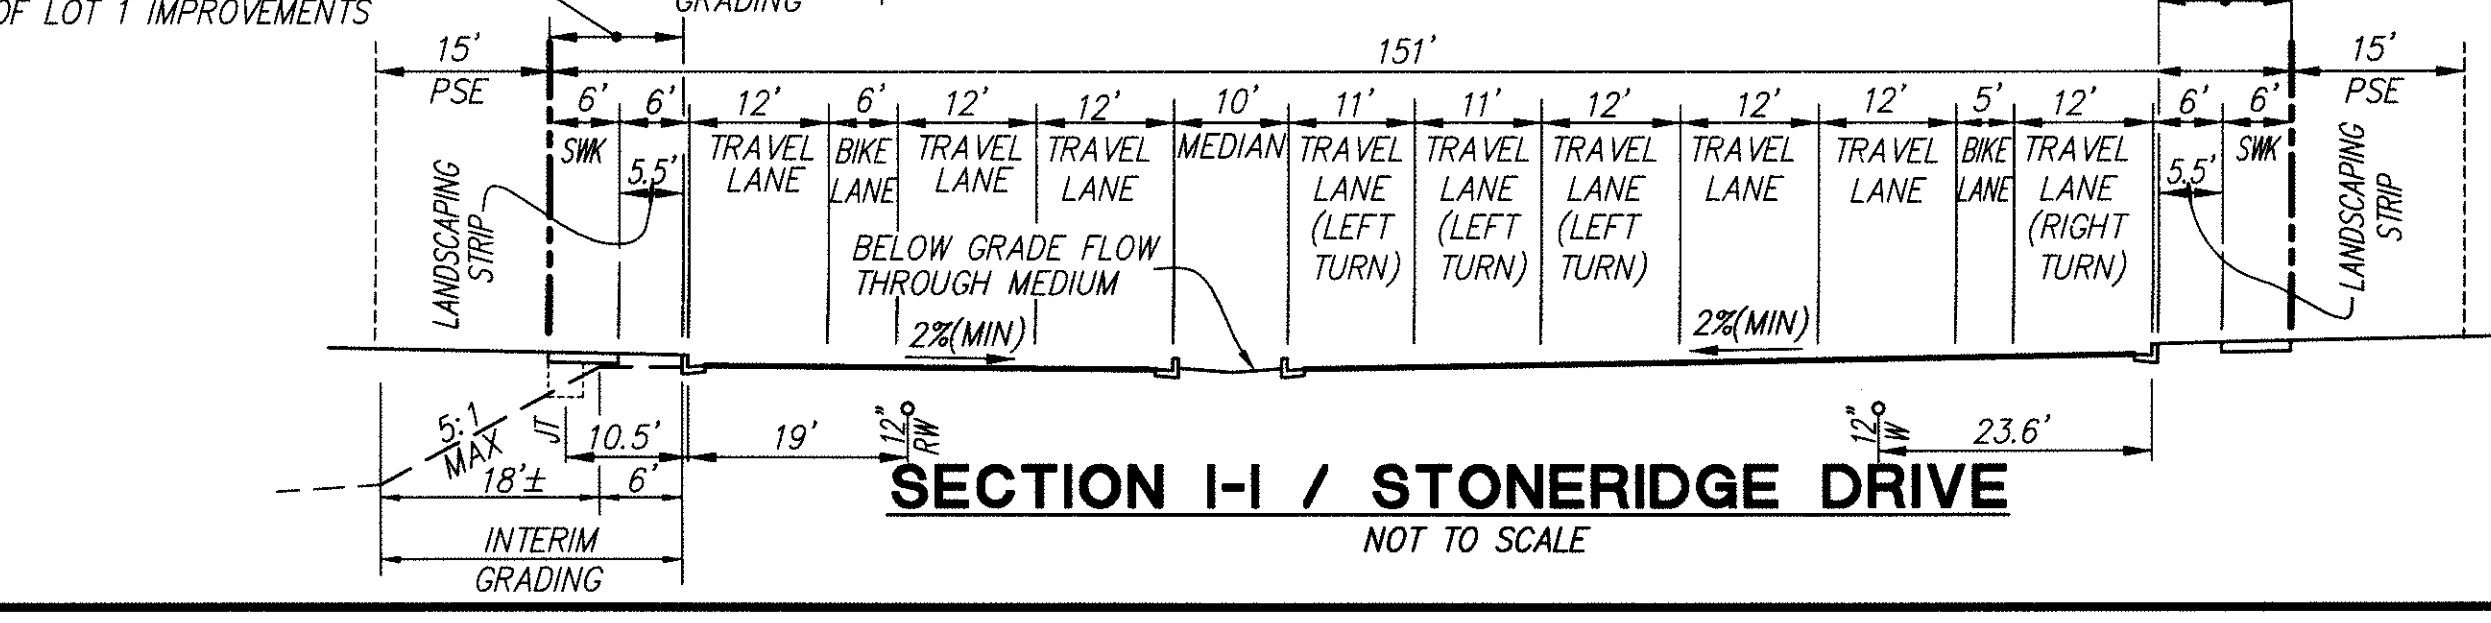 OF LOT 1 IMPROVEMENTS
GRADING
15'
151'
15'
PSE
PSE
6' 6' 12' 6' 12' 12' 10' 11' 11' 12' 12' 12' 5' 12' 6' 6'
SWK
TRAVEL LANE
BIKE LANE
TRAVEL LANE
TRAVEL LANE
MEDIAN
TRAVEL LANE (LEFT TURN)
TRAVEL LANE (LEFT TURN)
TRAVEL LANE (LEFT TURN)
TRAVEL LANE
TRAVEL LANE
BIKE LANE
TRAVEL LANE (RIGHT TURN)
SWK
5.5'
5.5'
LANDSCAPING
STRIP
LANDSCAPING
STRIP
BELOW GRADE FLOW
THROUGH MEDIUM
2%(MIN)
2%(MIN)
5:1
MAX
JT
10.5'
19'
12"
RW
12"
W
23.6'
18'±
6'
INTERIM
GRADING
SECTION I-I / STONERIDGE DRIVE
NOT TO SCALE